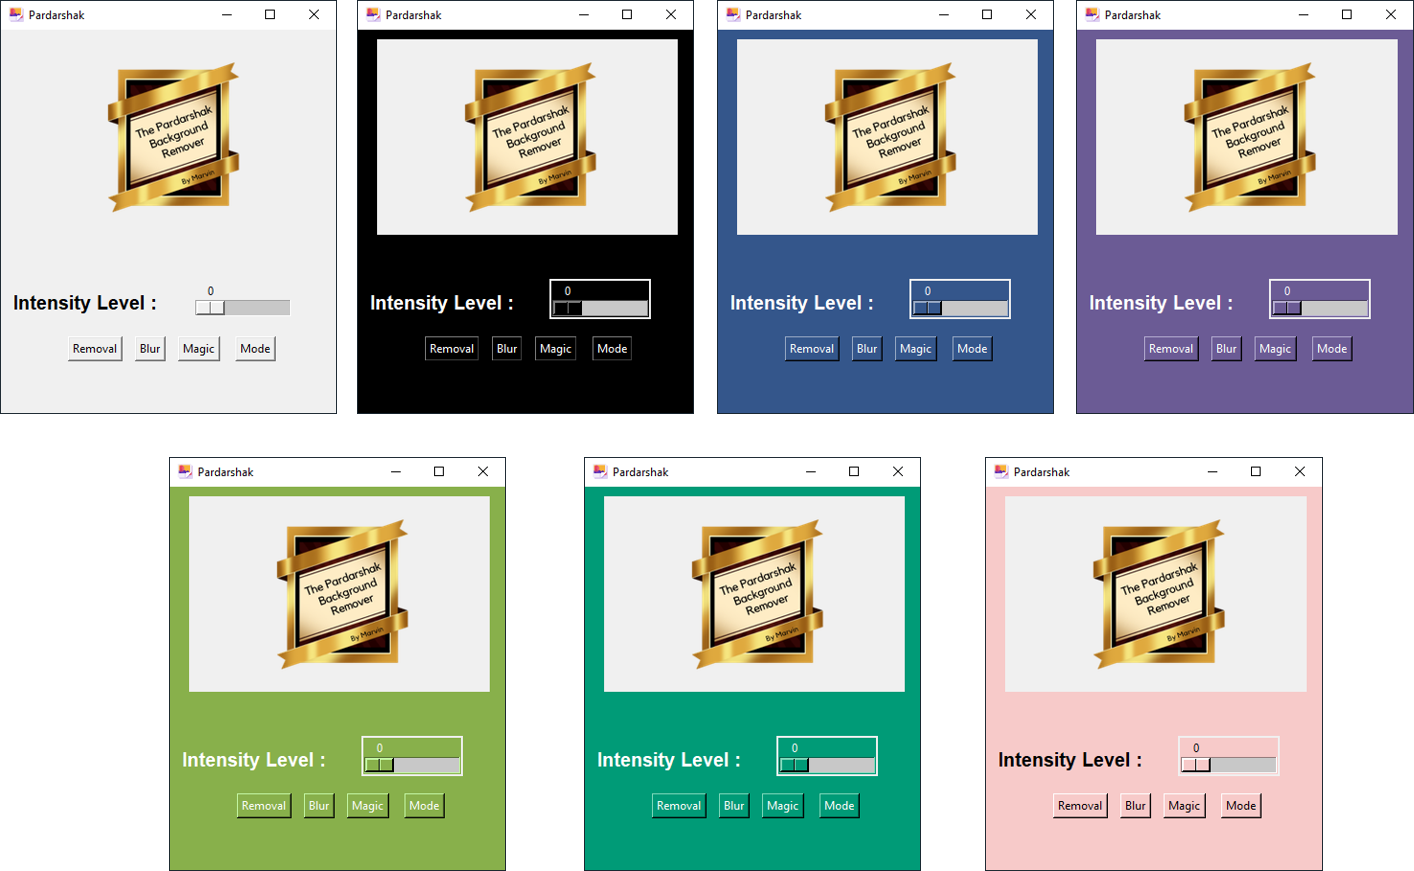 Pardarshak
The Pardarshak
Background
Remover
By Marvin
0
Intensity Level :
Removal Blur Magic Mode
Pardarshak
The Pardarshak
Background
Remover
By Marvin
0
Intensity Level :
Removal Blur Magic Mode
Pardarshak
The Pardarshak
Background
Remover
By Marvin
0
Intensity Level :
Removal Blur Magic Mode
Pardarshak
The Pardarshak
Background
Remover
By Marvin
0
Intensity Level :
Removal Blur Magic Mode
Pardarshak
The Pardarshak
Background
Remover
By Marvin
0
Intensity Level :
Removal Blur Magic Mode
Pardarshak
The Pardarshak
Background
Remover
By Marvin
0
Intensity Level :
Removal Blur Magic Mode
Pardarshak
The Pardarshak
Background
Remover
By Marvin
0
Intensity Level :
Removal Blur Magic Mode